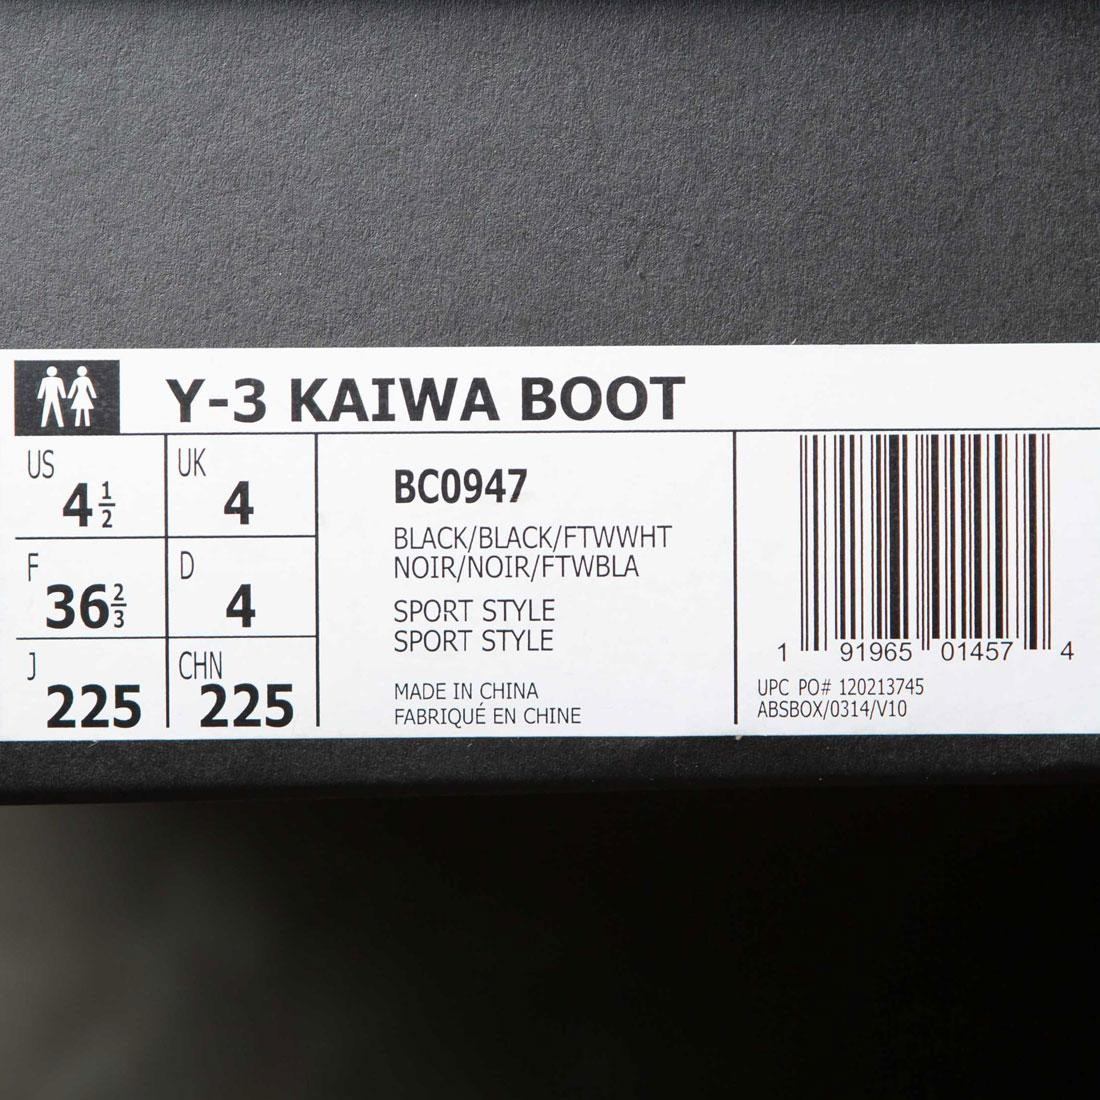 Y-3 KAIWA BOOT
US 4 1/2
UK 4
F 36 2/3
D 4
J 225
CHN 225
BC0947
BLACK/BLACK/FTWWHT
NOIR/NOIR/FTWBLA
SPORT STYLE
SPORT STYLE
MADE IN CHINA
FABRIQUÉ EN CHINE
1 91965 01457 4
UPC PO# 120213745
ABSBOX/0314/V10